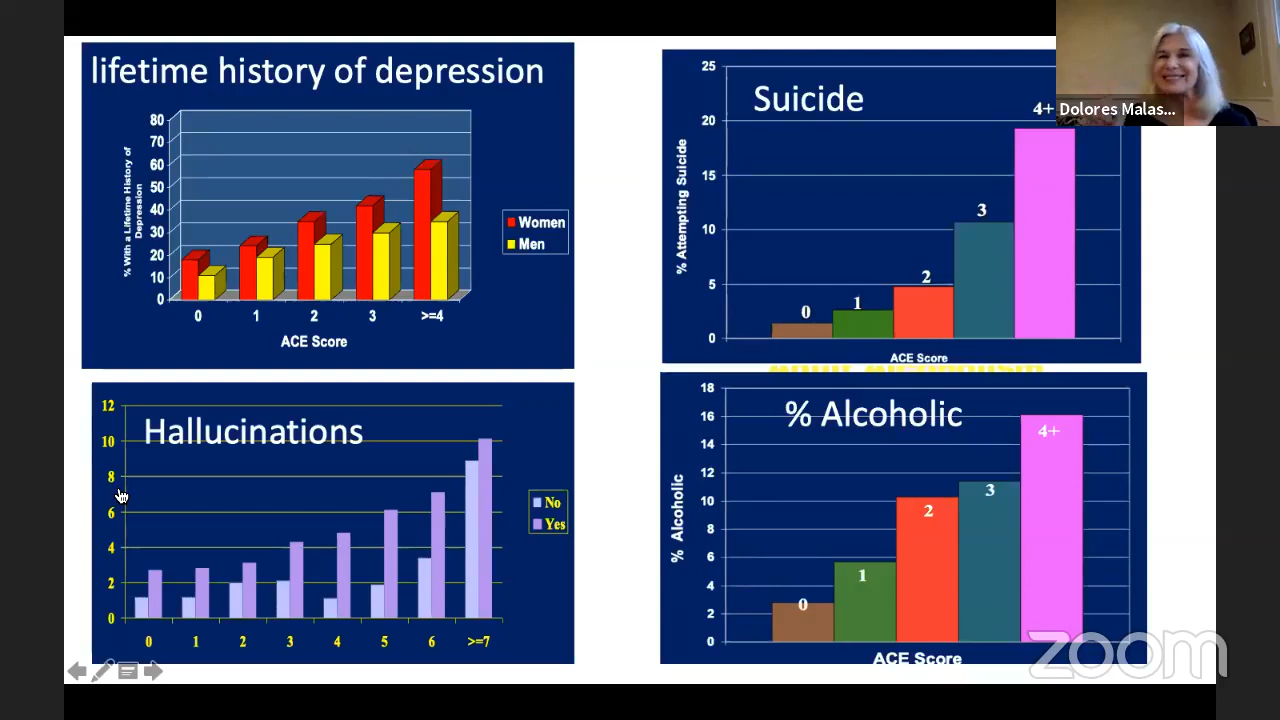 lifetime history of depression
80
70
60
50
40
30
20
10
0
% With a Lifetime History of
Depression
Women
Men
0 1 2 3 >=4
ACE Score
25
20
15
10
5
0
Suicide
% Attempting Suicide
0
1
2
3
4+
ACE Score
Dolores Malas...
12
10
8
6
4
2
0
Hallucinations
No
Yes
0 1 2 3 4 5 6 >=7
Adult Alcoholism
18
16
14
12
10
8
6
4
2
0
% Alcoholic
% Alcoholic
0
1
2
3
4+
ACE Score
zoom